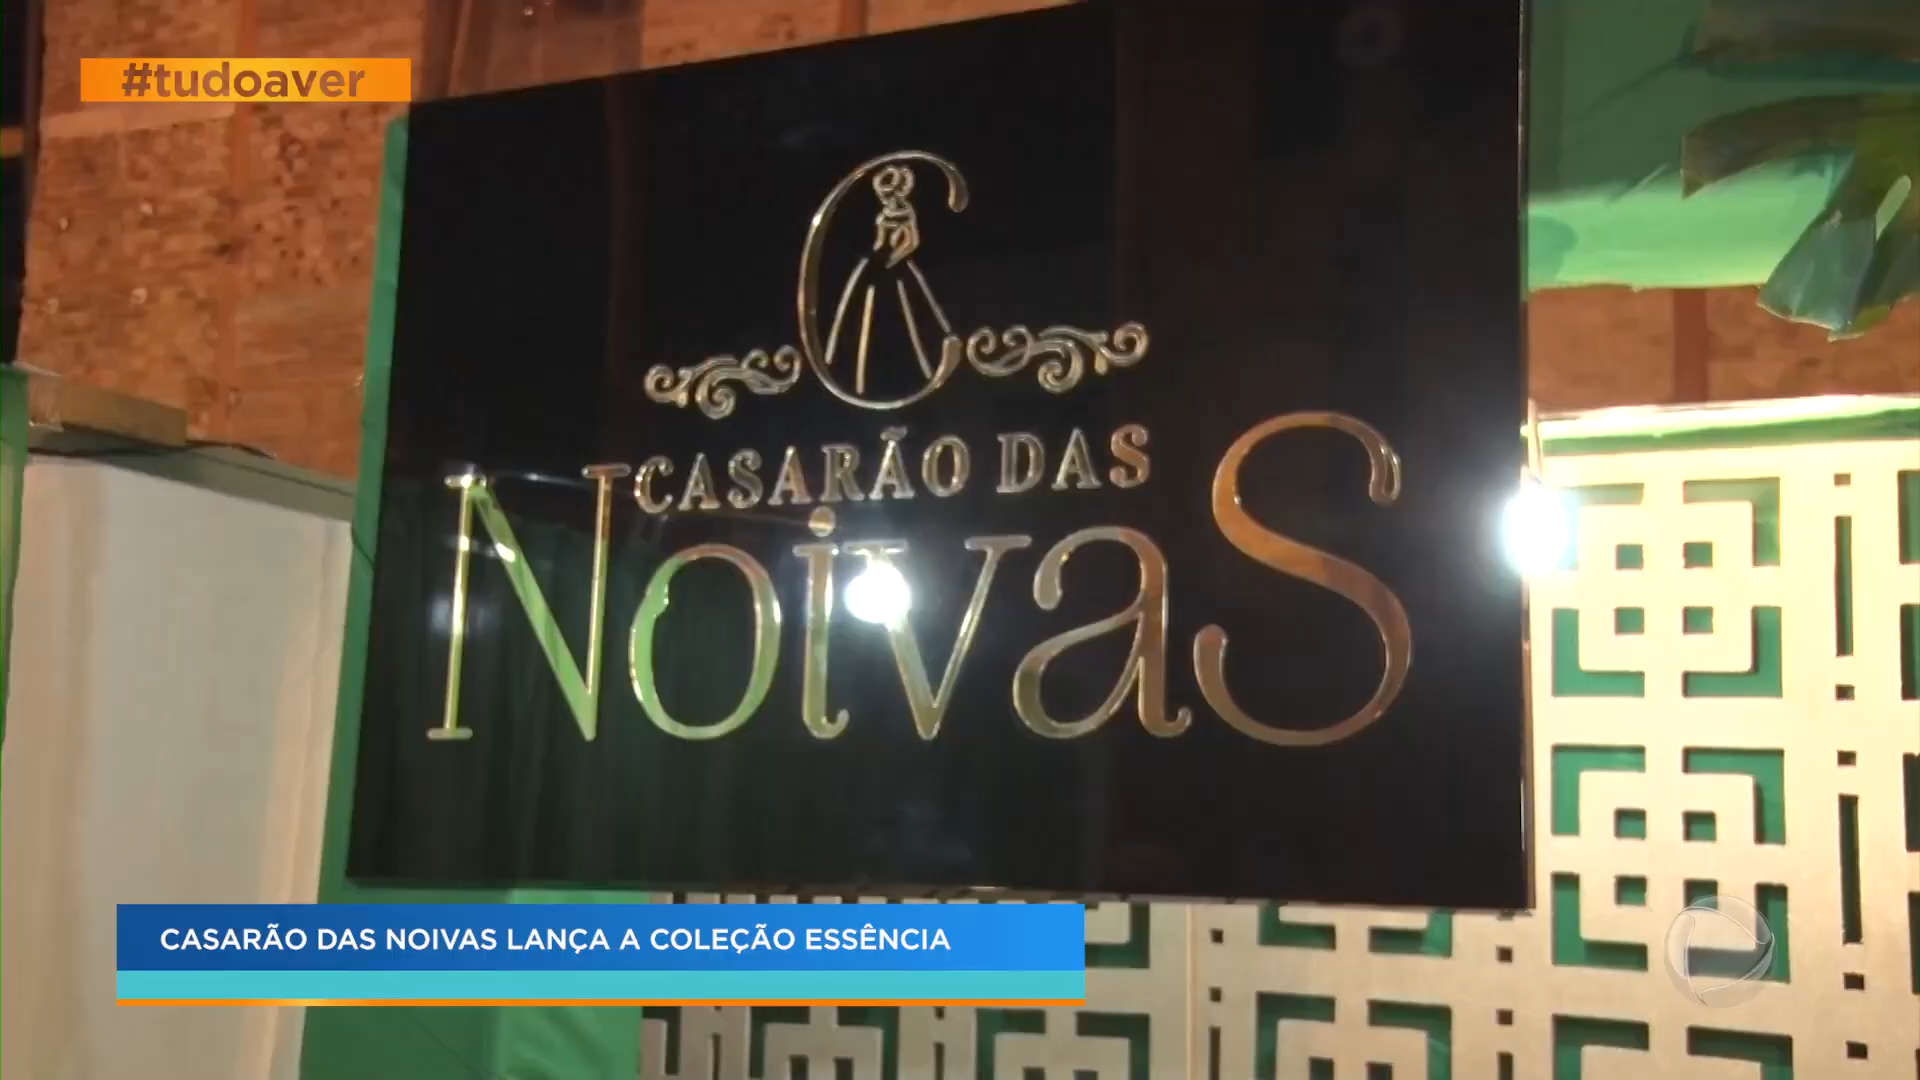 #tudoaver
CASARÃO DAS
NoivaS
CASARÃO DAS NOIVAS LANÇA A COLEÇÃO ESSÊNCIA